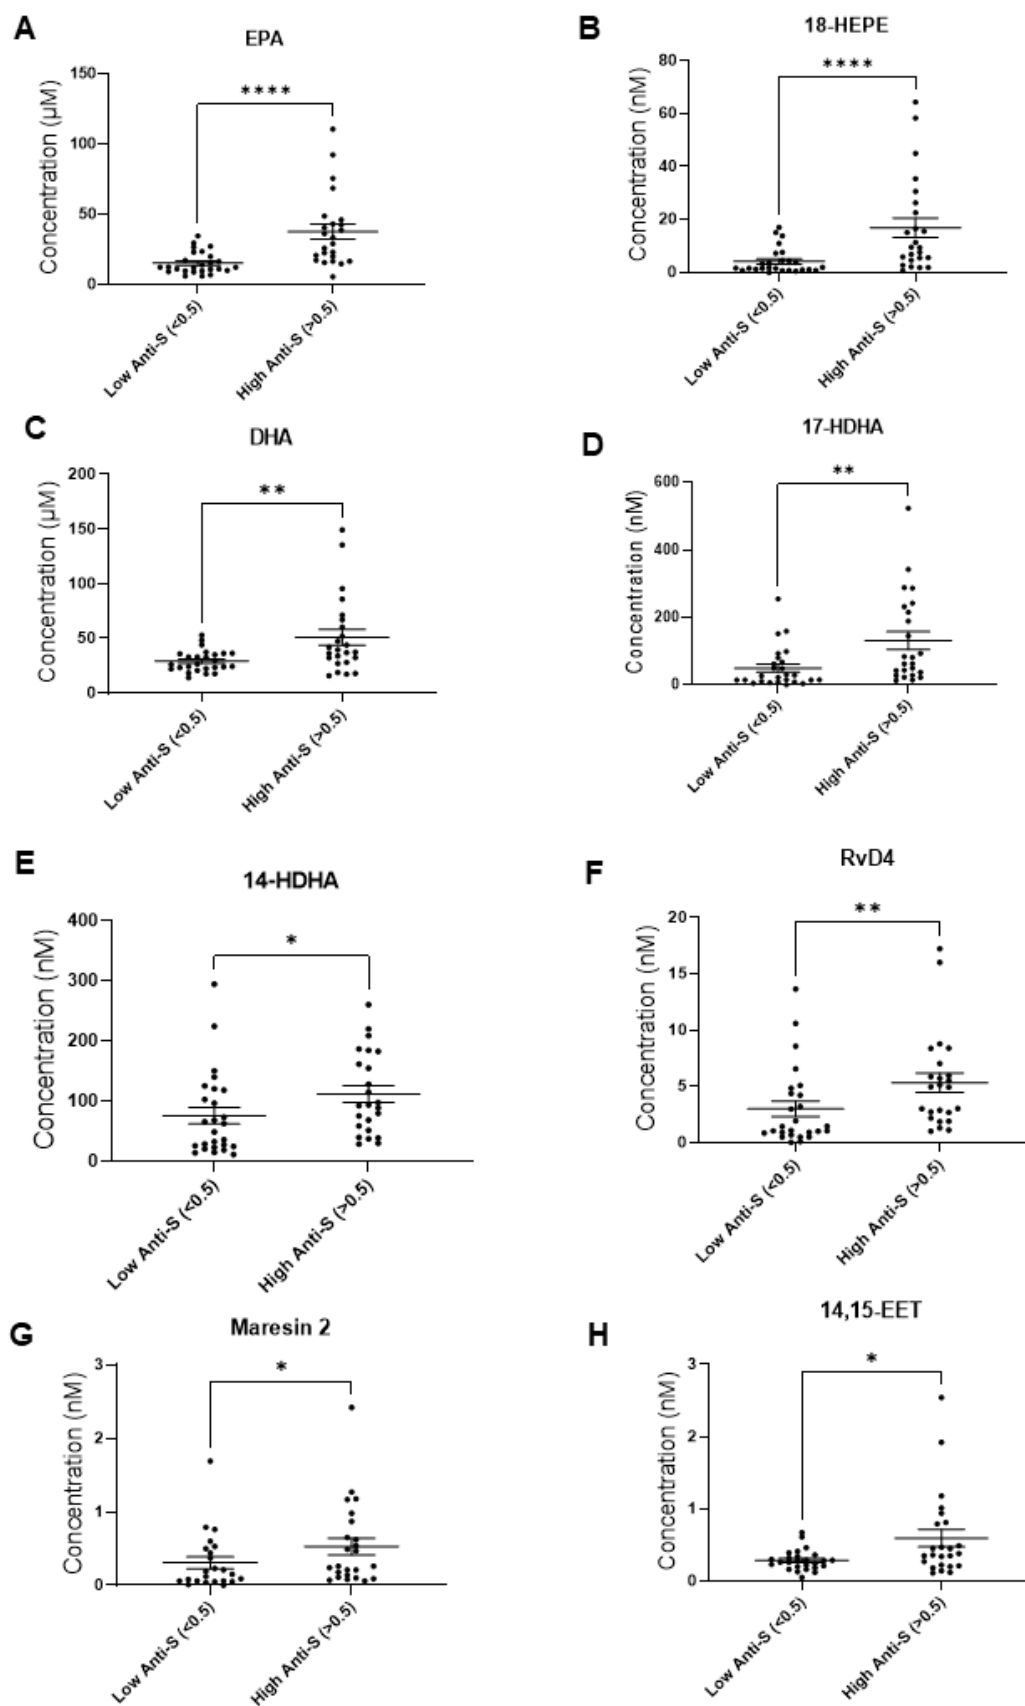 A
EPA
Concentration (µM)
150
100
50
0
****
Low Anti-S (<0.5)
High Anti-S (>0.5)
B
18-HEPE
Concentration (nM)
80
60
40
20
0
****
Low Anti-S (<0.5)
High Anti-S (>0.5)
C
DHA
Concentration (µM)
200
150
100
50
0
**
Low Anti-S (<0.5)
High Anti-S (>0.5)
D
17-HDHA
Concentration (nM)
600
400
200
0
**
Low Anti-S (<0.5)
High Anti-S (>0.5)
E
14-HDHA
Concentration (nM)
400
300
200
100
0
*
Low Anti-S (<0.5)
High Anti-S (>0.5)
F
RvD4
Concentration (nM)
20
15
10
5
0
**
Low Anti-S (<0.5)
High Anti-S (>0.5)
G
Maresin 2
Concentration (nM)
3
2
1
0
*
Low Anti-S (<0.5)
High Anti-S (>0.5)
H
14,15-EET
Concentration (nM)
3
2
1
0
*
Low Anti-S (<0.5)
High Anti-S (>0.5)